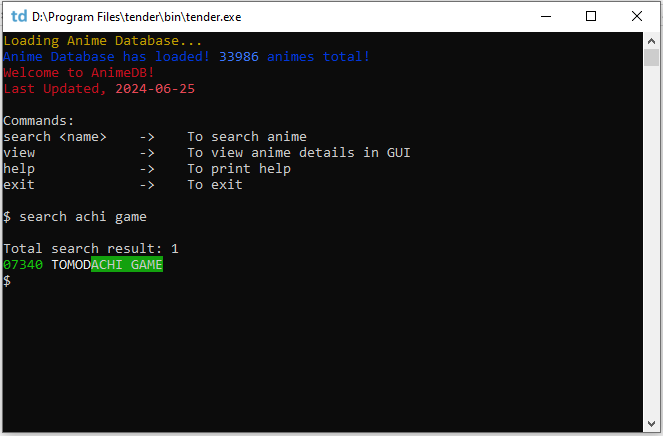 td D:\Program Files\tender\bin\tender.exe
Loading Anime Database...
Anime Database has loaded! 33986 animes total!
Welcome to AnimeDB!
Last Updated, 2024-06-25
Commands:
search <name>    ->    To search anime
view             ->    To view anime details in GUI
help             ->    To print help
exit             ->    To exit
$ search achi game
Total search result: 1
07340 TOMODACHI GAME
$